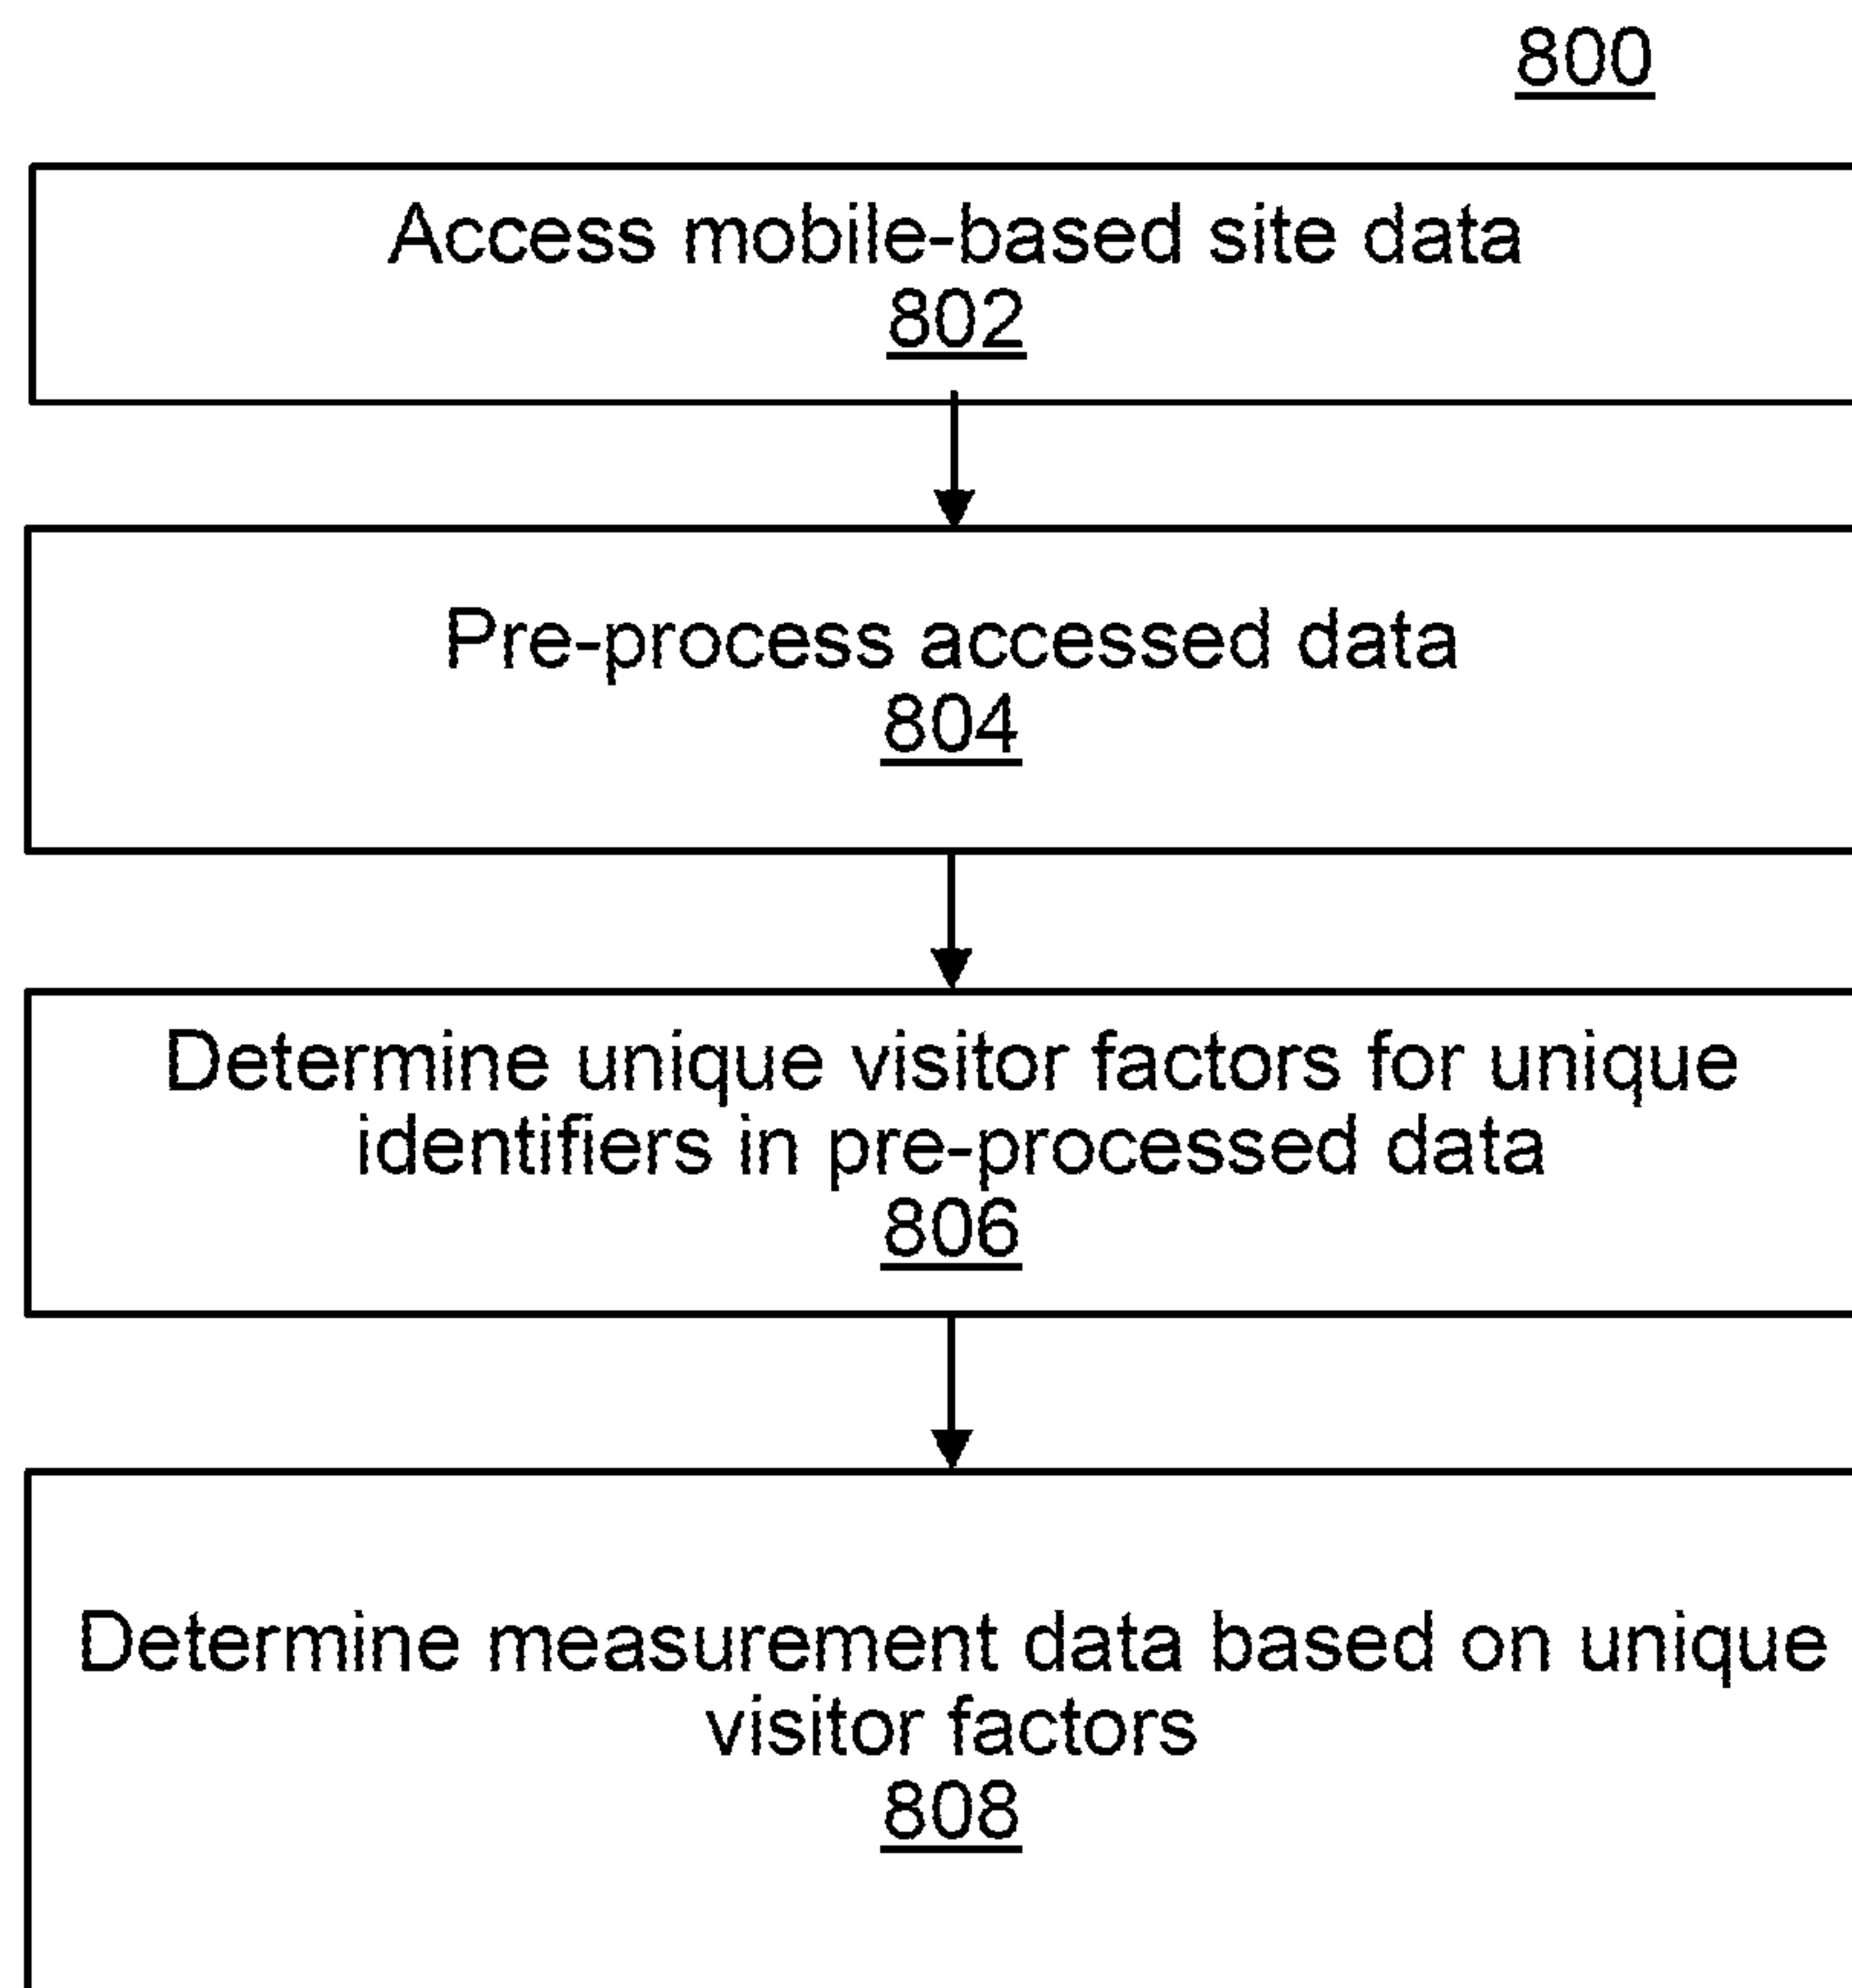 800
Access mobile-based site data
802
Pre-process accessed data
804
Determine unique visitor factors for unique
identifiers in pre-processed data
806
Determine measurement data based on unique
visitor factors
808